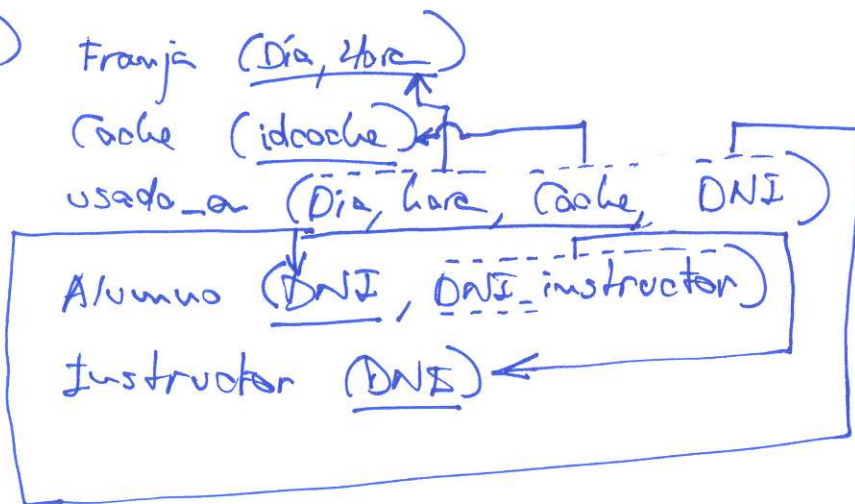 )
Franja (Día, Hora)
Coche (idcoche)
usado_en (Día, hora, Coche, DNI)
Alumno (DNI, DNI_instructor)
Instructor (DNI)